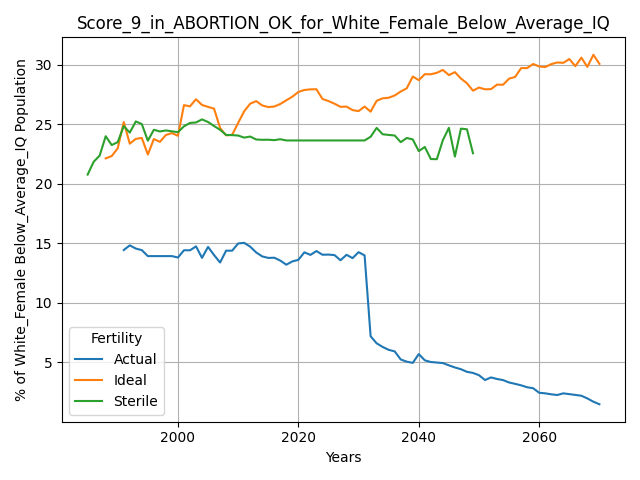 Score_9_in_ABORTION_OK_for_White_Female_Below_Average_IQ
% of White_Female Below_Average_IQ Population
30
25
20
15
10
5
Fertility
Actual
Ideal
Sterile
2000
2020
2040
2060
Years